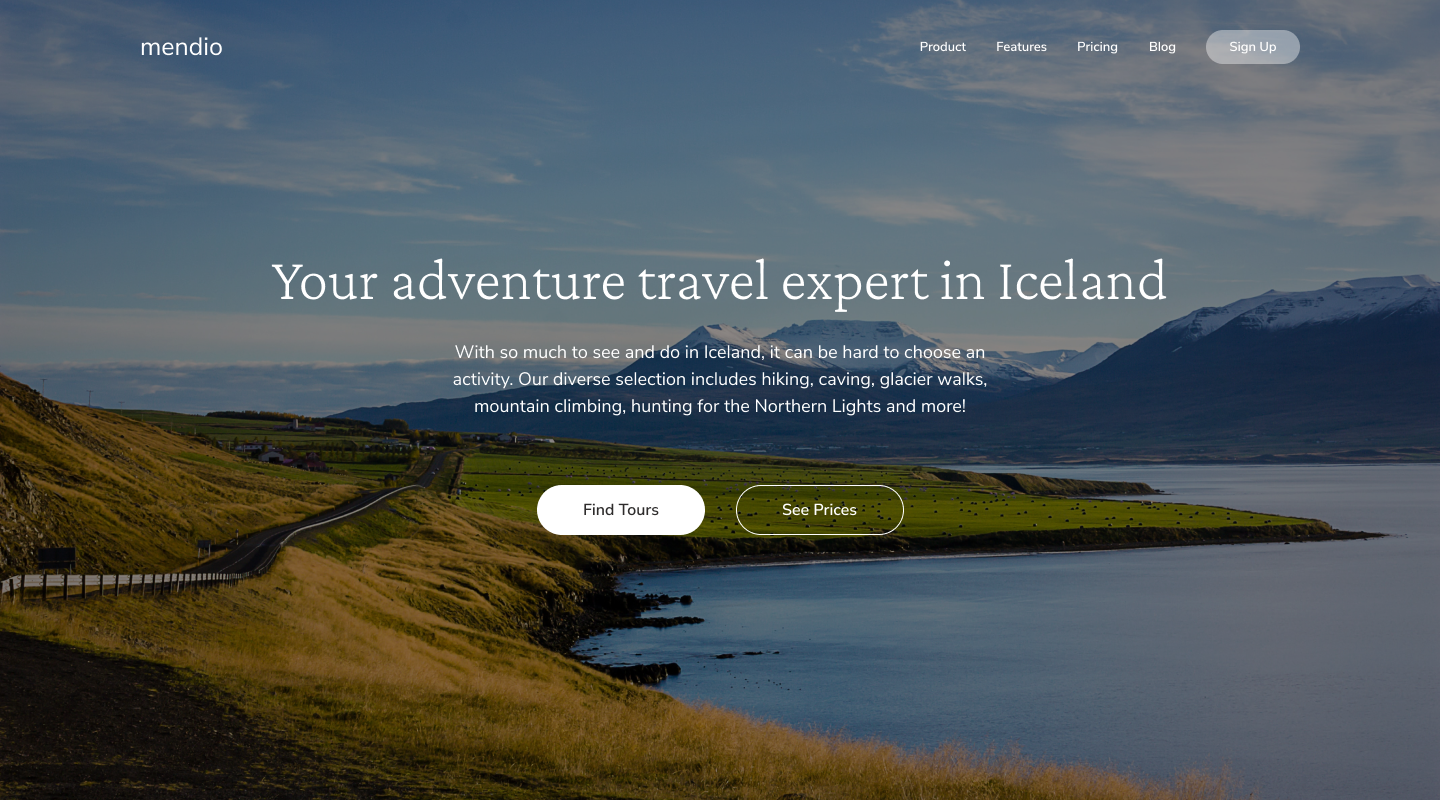 mendio
Product Features Pricing Blog Sign Up
Your adventure travel expert in Iceland
With so much to see and do in Iceland, it can be hard to choose an
activity. Our diverse selection includes hiking, caving, glacier walks,
mountain climbing, hunting for the Northern Lights and more!
Find Tours See Prices